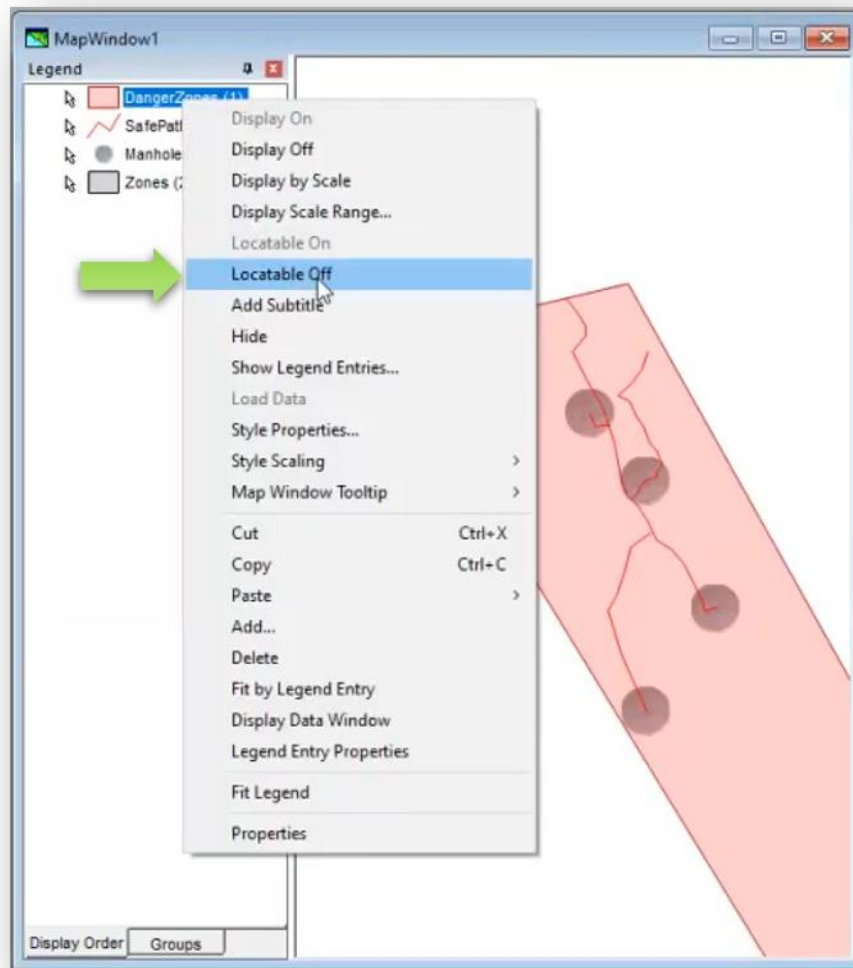 MapWindow1
Legend
DangerZones (1)
SafePat
Manhole
Zones (2
Display On
Display Off
Display by Scale
Display Scale Range...
Locatable On
Locatable Off
Add Subtitle
Hide
Show Legend Entries...
Load Data
Style Properties...
Style Scaling
Map Window Tooltip
Cut Ctrl+X
Copy Ctrl+C
Paste
Add...
Delete
Fit by Legend Entry
Display Data Window
Legend Entry Properties
Fit Legend
Properties
Display Order Groups